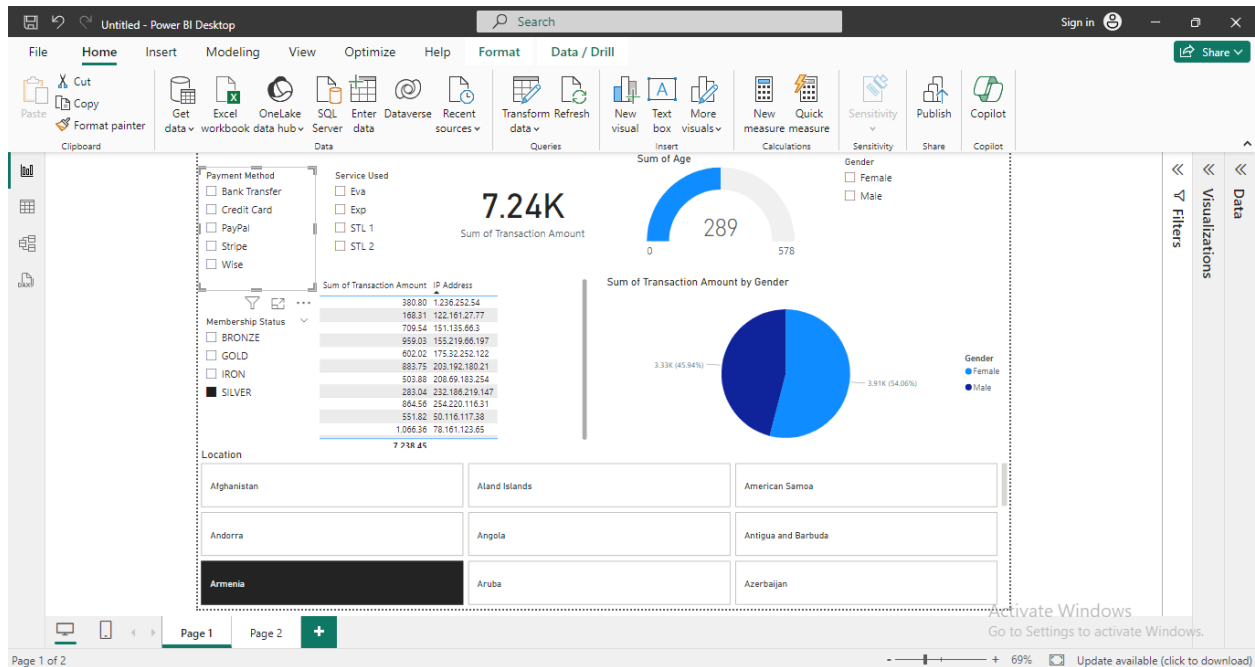 Untitled - Power BI Desktop
Search
Sign in
File Home Insert Modeling View Optimize Help Format Data / Drill
Share
Paste
Cut
Copy
Format painter
Clipboard
Get data
Excel workbook
OneLake data hub
SQL Server
Enter data
Dataverse
Recent sources
Data
Transform data
Refresh
Queries
New visual
Text box
More visuals
Insert
New measure
Quick measure
Calculations
Sensitivity
Sensitivity
Publish
Share
Copilot
Copilot
Payment Method
Bank Transfer
Credit Card
PayPal
Stripe
Wise
Service Used
Eva
Exp
STL 1
STL 2
7.24K
Sum of Transaction Amount
Sum of Age
289
0
578
Gender
Female
Male
Filters
Visualizations
Data
Membership Status
BRONZE
GOLD
IRON
SILVER
Sum of Transaction Amount IP Address
380.80 1.236.252.54
168.31 122.161.27.77
709.54 151.135.66.3
959.03 155.219.66.197
602.02 175.32.252.122
883.75 203.192.180.21
503.88 208.69.183.254
283.04 232.186.219.147
864.56 254.220.116.31
551.82 50.116.117.38
1,066.36 78.161.123.65
7,238.45
Sum of Transaction Amount by Gender
3.33K (45.94%)
3.91K (54.06%)
Gender
Female
Male
Location
Afghanistan
Aland Islands
American Samoa
Andorra
Angola
Antigua and Barbuda
Armenia
Aruba
Azerbaijan
Activate Windows
Go to Settings to activate Windows.
Page 1
Page 2
+
Page 1 of 2
- + 69%
Update available (click to download)